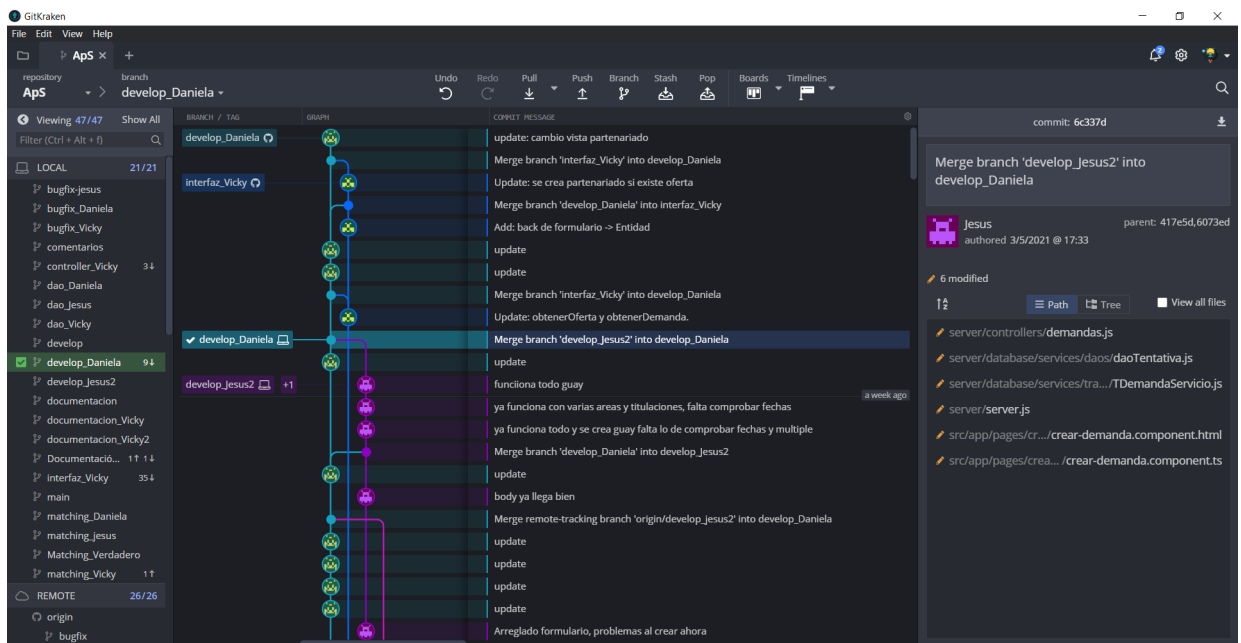 GitKraken
File Edit View Help
ApS
repository
ApS
branch
develop_Daniela
Undo Redo Pull Push Branch Stash Pop Boards Timelines
Viewing 47/47 Show All
Filter (Ctrl + Alt + f)
LOCAL 21/21
bugfix-jesus
bugfix_Daniela
bugfix_Vicky
comentarios
controller_Vicky 3↓
dao_Daniela
dao_Jesus
dao_Vicky
develop
develop_Daniela 9↓
develop_Jesus2
documentacion
documentacion_Vicky
documentacion_Vicky2
Documentació... 1↑ 1↓
interfaz_Vicky 35↓
main
matching_Daniela
matching_jesus
Matching_Verdadero
matching_Vicky 1↑
REMOTE 26/26
origin
bugfix
BRANCH / TAG GRAPH COMMIT MESSAGE
develop_Daniela update: cambio vista partenariado
Merge branch 'interfaz_Vicky' into develop_Daniela
interfaz_Vicky Update: se crea partenariado si existe oferta
Merge branch 'develop_Daniela' into interfaz_Vicky
Add: back de formulario -> Entidad
update
update
Merge branch 'interfaz_Vicky' into develop_Daniela
Update: obtenerOferta y obtenerDemanda.
develop_Daniela Merge branch 'develop_Jesus2' into develop_Daniela
update
develop_Jesus2 +1 funciiona todo guay
a week ago
ya funciona con varias areas y titulaciones, falta comprobar fechas
ya funciona todo y se crea guay falta lo de comprobar fechas y multiple
Merge branch 'develop_Daniela' into develop_Jesus2
update
body ya llega bien
Merge remote-tracking branch 'origin/develop_jesus2' into develop_Daniela
update
update
update
update
Arreglado formulario, problemas al crear ahora
commit: 6c337d
Merge branch 'develop_Jesus2' into
develop_Daniela
Jesus
authored 3/5/2021 @ 17:33
parent: 417e5d,6073ed
6 modified
Path Tree View all files
server/controllers/demandas.js
server/database/services/daos/daoTentativa.js
server/database/services/tra.../TDemandaServicio.js
server/server.js
src/app/pages/cr.../crear-demanda.component.html
src/app/pages/crea... /crear-demanda.component.ts